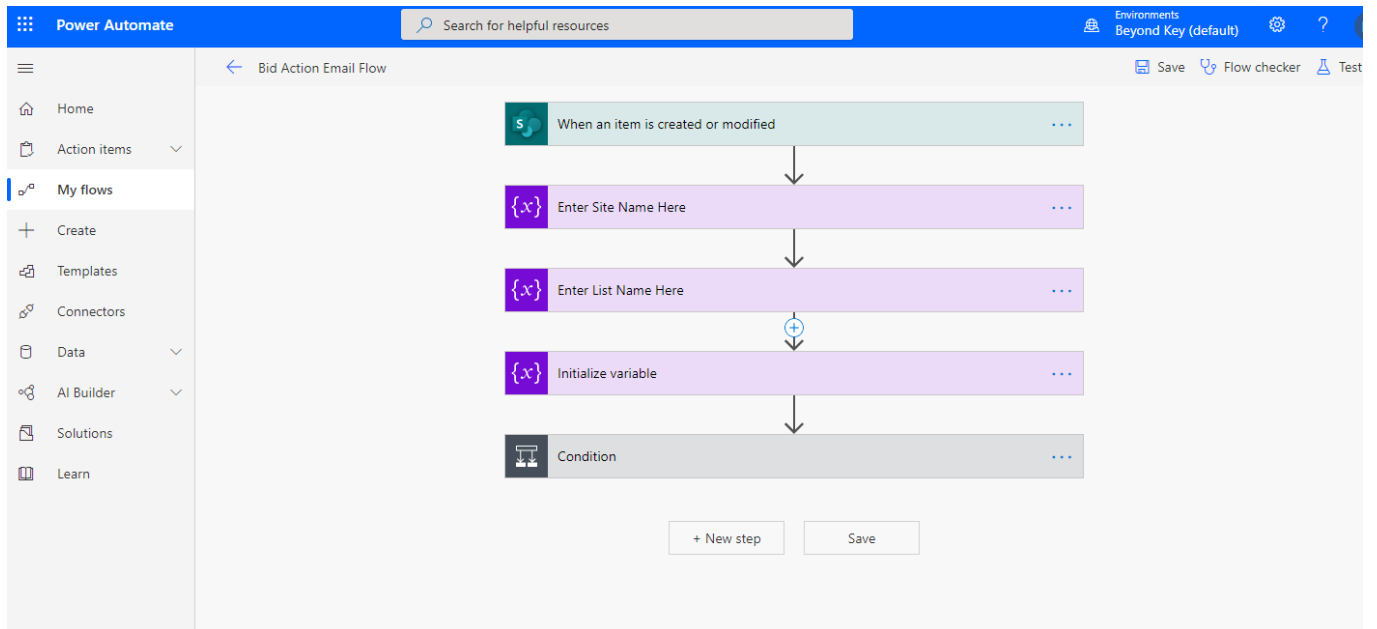 Power Automate
Search for helpful resources
Environments
Beyond Key (default)
?
Bid Action Email Flow
Save
Flow checker
Test
Home
Action items
My flows
Create
Templates
Connectors
Data
AI Builder
Solutions
Learn
S
When an item is created or modified
...
{x}
Enter Site Name Here
...
{x}
Enter List Name Here
...
{x}
Initialize variable
...
Condition
...
+ New step
Save